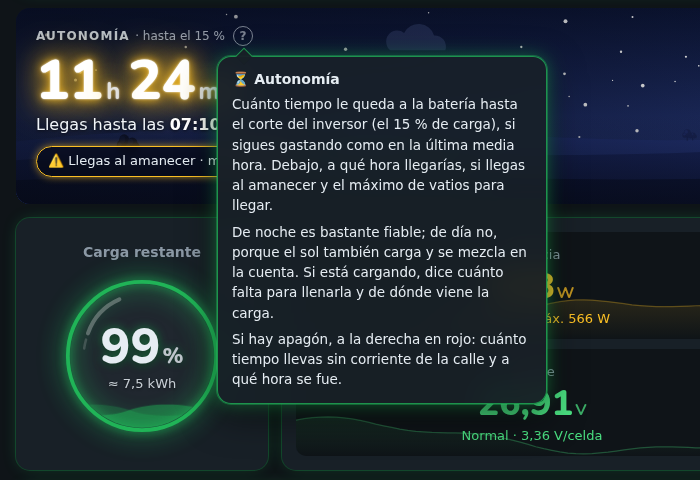 AUTONOMÍA · hasta el 15 % ?
11h 24m
Llegas hasta las 07:10
⚠️ Llegas al amanecer ·
⏳ Autonomía
Cuánto tiempo le queda a la batería hasta
el corte del inversor (el 15 % de carga), si
sigues gastando como en la última media
hora. Debajo, a qué hora llegarías, si llegas
al amanecer y el máximo de vatios para
llegar.
De noche es bastante fiable; de día no,
porque el sol también carga y se mezcla en
la cuenta. Si está cargando, dice cuánto
falta para llenarla y de dónde viene la
carga.
Si hay apagón, a la derecha en rojo: cuánto
tiempo llevas sin corriente de la calle y a
qué hora se fue.
Carga restante
99%
≈ 7,5 kWh
W
áx. 566 W
26,91V
Normal · 3,36 V/celda